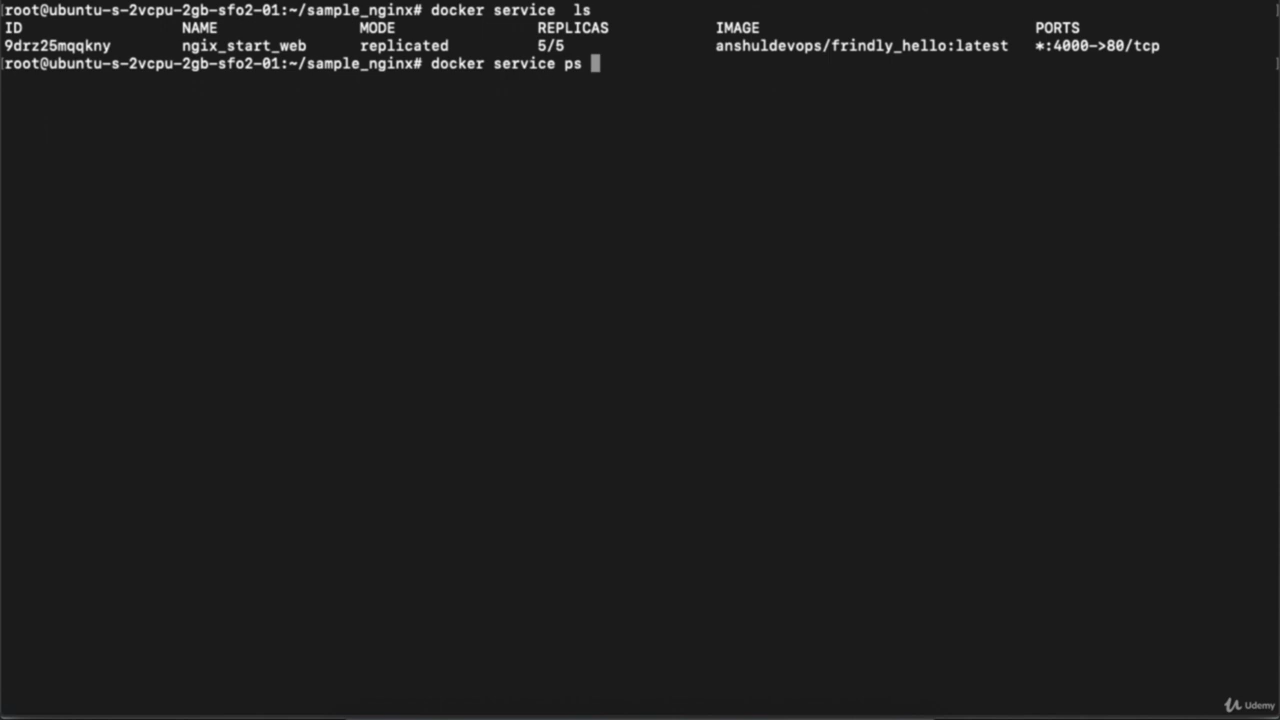 root@ubuntu-s-2vcpu-2gb-sfo2-01:~/sample_nginx# docker service  ls
ID NAME MODE REPLICAS IMAGE PORTS
9drz25mqqkny ngix_start_web replicated 5/5 anshuldevops/frindly_hello:latest *:4000->80/tcp
root@ubuntu-s-2vcpu-2gb-sfo2-01:~/sample_nginx# docker service ps
Udemy